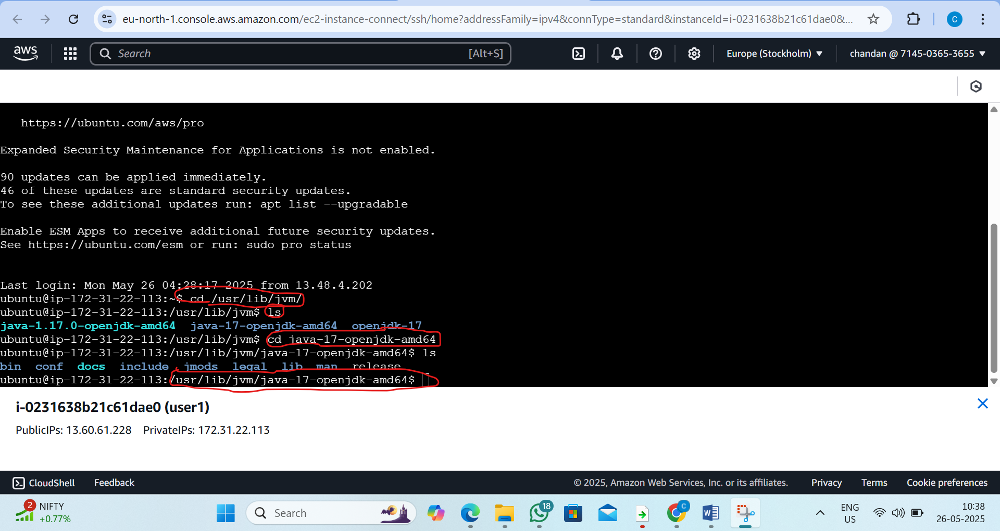 eu-north-1.console.aws.amazon.com/ec2-instance-connect/ssh/home?addressFamily=ipv4&connType=standard&instanceId=i-0231638b21c61dae0&...
C
aws
Search
[Alt+S]
Europe (Stockholm) ▼
chandan @ 7145-0365-3655 ▼
https://ubuntu.com/aws/pro
Expanded Security Maintenance for Applications is not enabled.
90 updates can be applied immediately.
46 of these updates are standard security updates.
To see these additional updates run: apt list --upgradable
Enable ESM Apps to receive additional future security updates.
See https://ubuntu.com/esm or run: sudo pro status
Last login: Mon May 26 04:28:17 2025 from 13.48.4.202
ubuntu@ip-172-31-22-113:~$ cd /usr/lib/jvm/
ubuntu@ip-172-31-22-113:/usr/lib/jvm$ ls
java-1.17.0-openjdk-amd64  java-17-openjdk-amd64  openjdk-17
ubuntu@ip-172-31-22-113:/usr/lib/jvm$ cd java-17-openjdk-amd64
ubuntu@ip-172-31-22-113:/usr/lib/jvm/java-17-openjdk-amd64$ ls
bin  conf  docs  include  jmods  legal  lib  man  release
ubuntu@ip-172-31-22-113:/usr/lib/jvm/java-17-openjdk-amd64$
i-0231638b21c61dae0 (user1)
PublicIPs: 13.60.61.228  PrivateIPs: 172.31.22.113
CloudShell
Feedback
© 2025, Amazon Web Services, Inc. or its affiliates.
Privacy
Terms
Cookie preferences
2
NIFTY
+0.77%
Search
18
C
W
ENG
US
10:38
26-05-2025